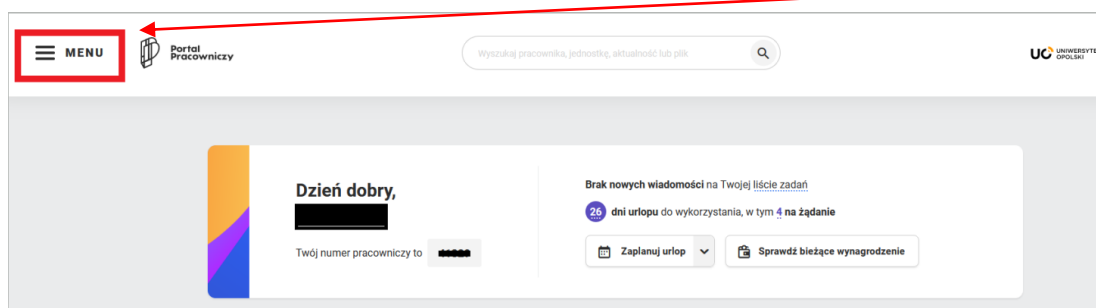 MENU
Portal
Pracowniczy
Wyszukaj pracownika, jednostkę, aktualność lub plik
UO UNIWERSYTE
OPOLSKI
Dzień dobry,
Twój numer pracowniczy to
Brak nowych wiadomości na Twojej liście zadań
26 dni urlopu do wykorzystania, w tym 4 na żądanie
Zaplanuj urlop
Sprawdź bieżące wynagrodzenie